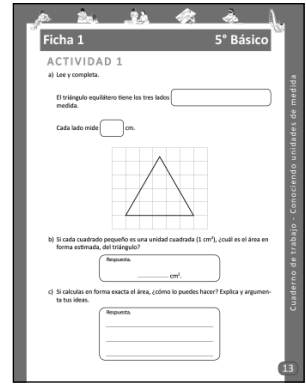 Ficha 1
5° Básico
ACTIVIDAD 1
a) Lee y completa.
El triángulo equilátero tiene los tres lados
medida.
Cada lado mide cm.
b) Si cada cuadrado pequeño es una unidad cuadrada (1 cm²), ¿cuál es el área en
forma estimada, del triángulo?
Respuesta.
________ cm².
c) Si calculas en forma exacta el área, ¿cómo lo puedes hacer? Explica y argumen-
ta tus ideas.
Respuesta.
Cuaderno de trabajo - Conociendo unidades de medida
13